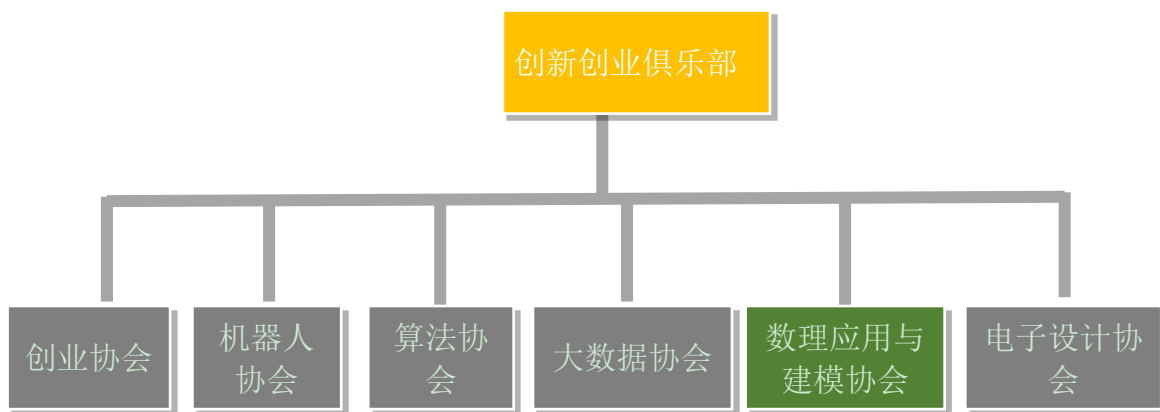 创新创业俱乐部
创业协会
机器人
协会
算法协
会
大数据协会
数理应用与
建模协会
电子设计协
会